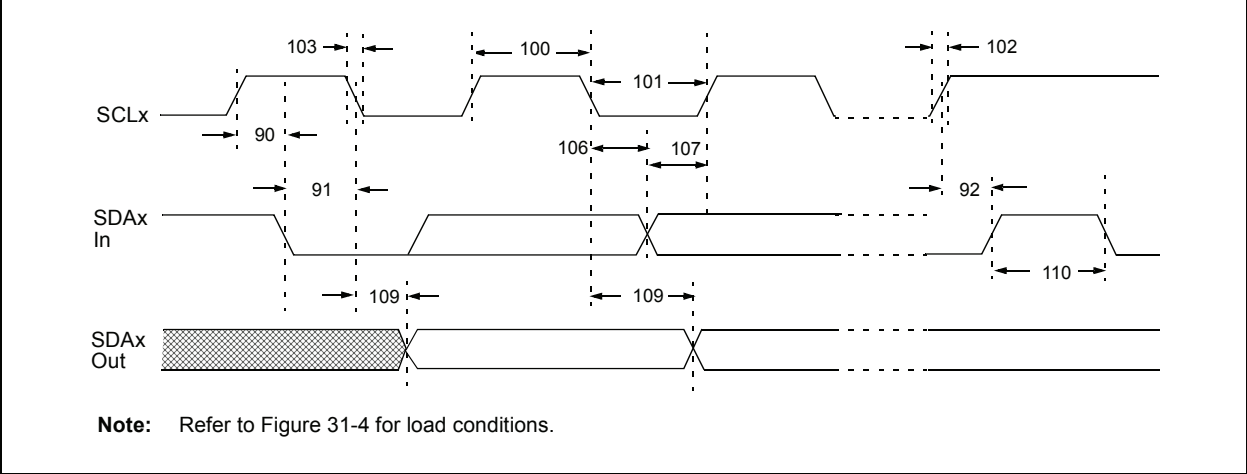 103
100
102
101
SCLx
90
106
107
91
92
SDAx
In
110
109
109
SDAx
Out
Note: Refer to Figure 31-4 for load conditions.